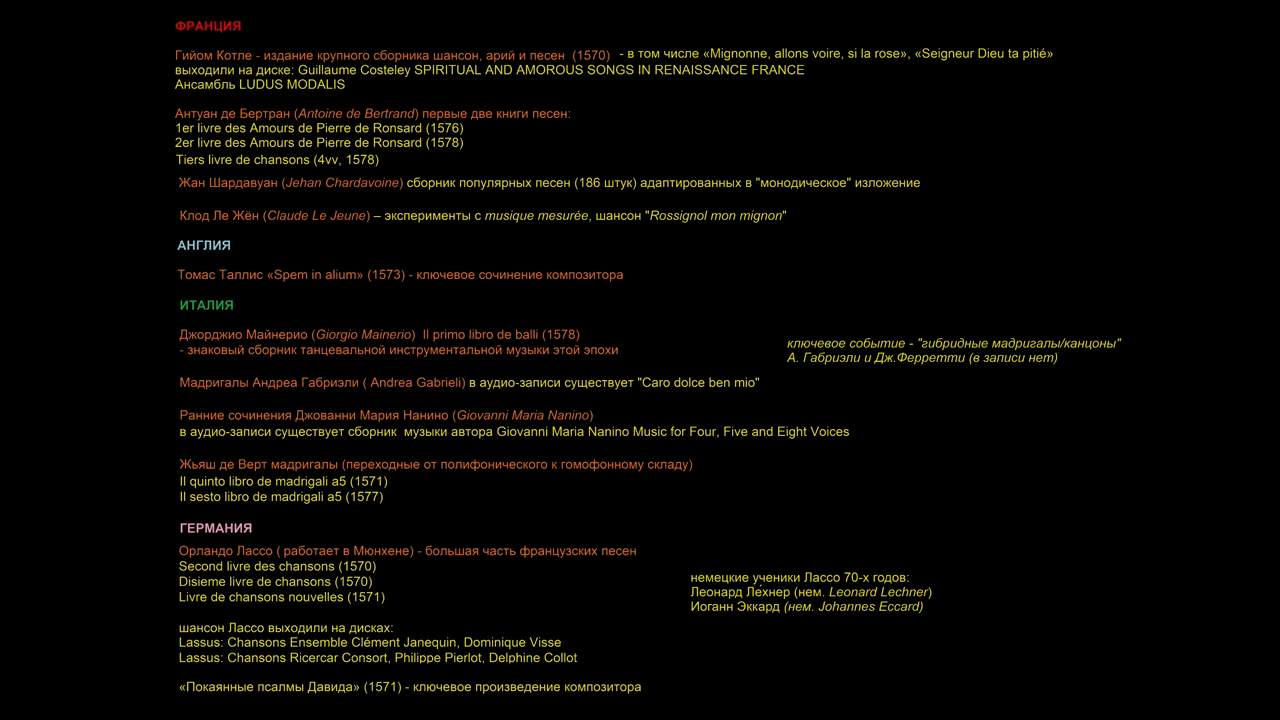 ФРАНЦИЯ
Гийом Котле - издание крупного сборника шансон, арий и песен (1570) - в том числе «Mignonne, allons voire, si la rose», «Seigneur Dieu ta pitié»
выходили на диске: Guillaume Costeley SPIRITUAL AND AMOROUS SONGS IN RENAISSANCE FRANCE
Ансамбль LUDUS MODALIS
Антуан де Бертран (Antoine de Bertrand) первые две книги песен:
1er livre des Amours de Pierre de Ronsard (1576)
2er livre des Amours de Pierre de Ronsard (1578)
Tiers livre de chansons (4vv, 1578)
Жан Шардавуан (Jehan Chardavoine) сборник популярных песен (186 штук) адаптированных в "монодическое" изложение
Клод Ле Жён (Claude Le Jeune) – эксперименты с musique mesurée, шансон "Rossignol mon mignon"
АНГЛИЯ
Томас Таллис «Spem in alium» (1573) - ключевое сочинение композитора
ИТАЛИЯ
Джорджио Майнерио (Giorgio Mainerio) Il primo libro de balli (1578)
- знаковый сборник танцевальной инструментальной музыки этой эпохи
ключевое событие - "гибридные мадригалы/канцоны"
А. Габриэли и Дж.Ферретти (в записи нет)
Мадригалы Андреа Габриэли ( Andrea Gabrieli) в аудио-записи существует "Caro dolce ben mio"
Ранние сочинения Джованни Мария Нанино (Giovanni Maria Nanino)
в аудио-записи существует сборник музыки автора Giovanni Maria Nanino Music for Four, Five and Eight Voices
Жьяш де Верт мадригалы (переходные от полифонического к гомофонному складу)
Il quinto libro de madrigali a5 (1571)
Il sesto libro de madrigali a5 (1577)
ГЕРМАНИЯ
Орландо Лассо ( работает в Мюнхене) - большая часть французских песен
Second livre des chansons (1570)
Disieme livre de chansons (1570)
Livre de chansons nouvelles (1571)
немецкие ученики Лассо 70-х годов:
Леонард Ле́хнер (нем. Leonard Lechner)
Иоганн Эккард (нем. Johannes Eccard)
шансон Лассо выходили на дисках:
Lassus: Chansons Ensemble Clément Janequin, Dominique Visse
Lassus: Chansons Ricercar Consort, Philippe Pierlot, Delphine Collot
«Покаянные псалмы Давида» (1571) - ключевое произведение композитора